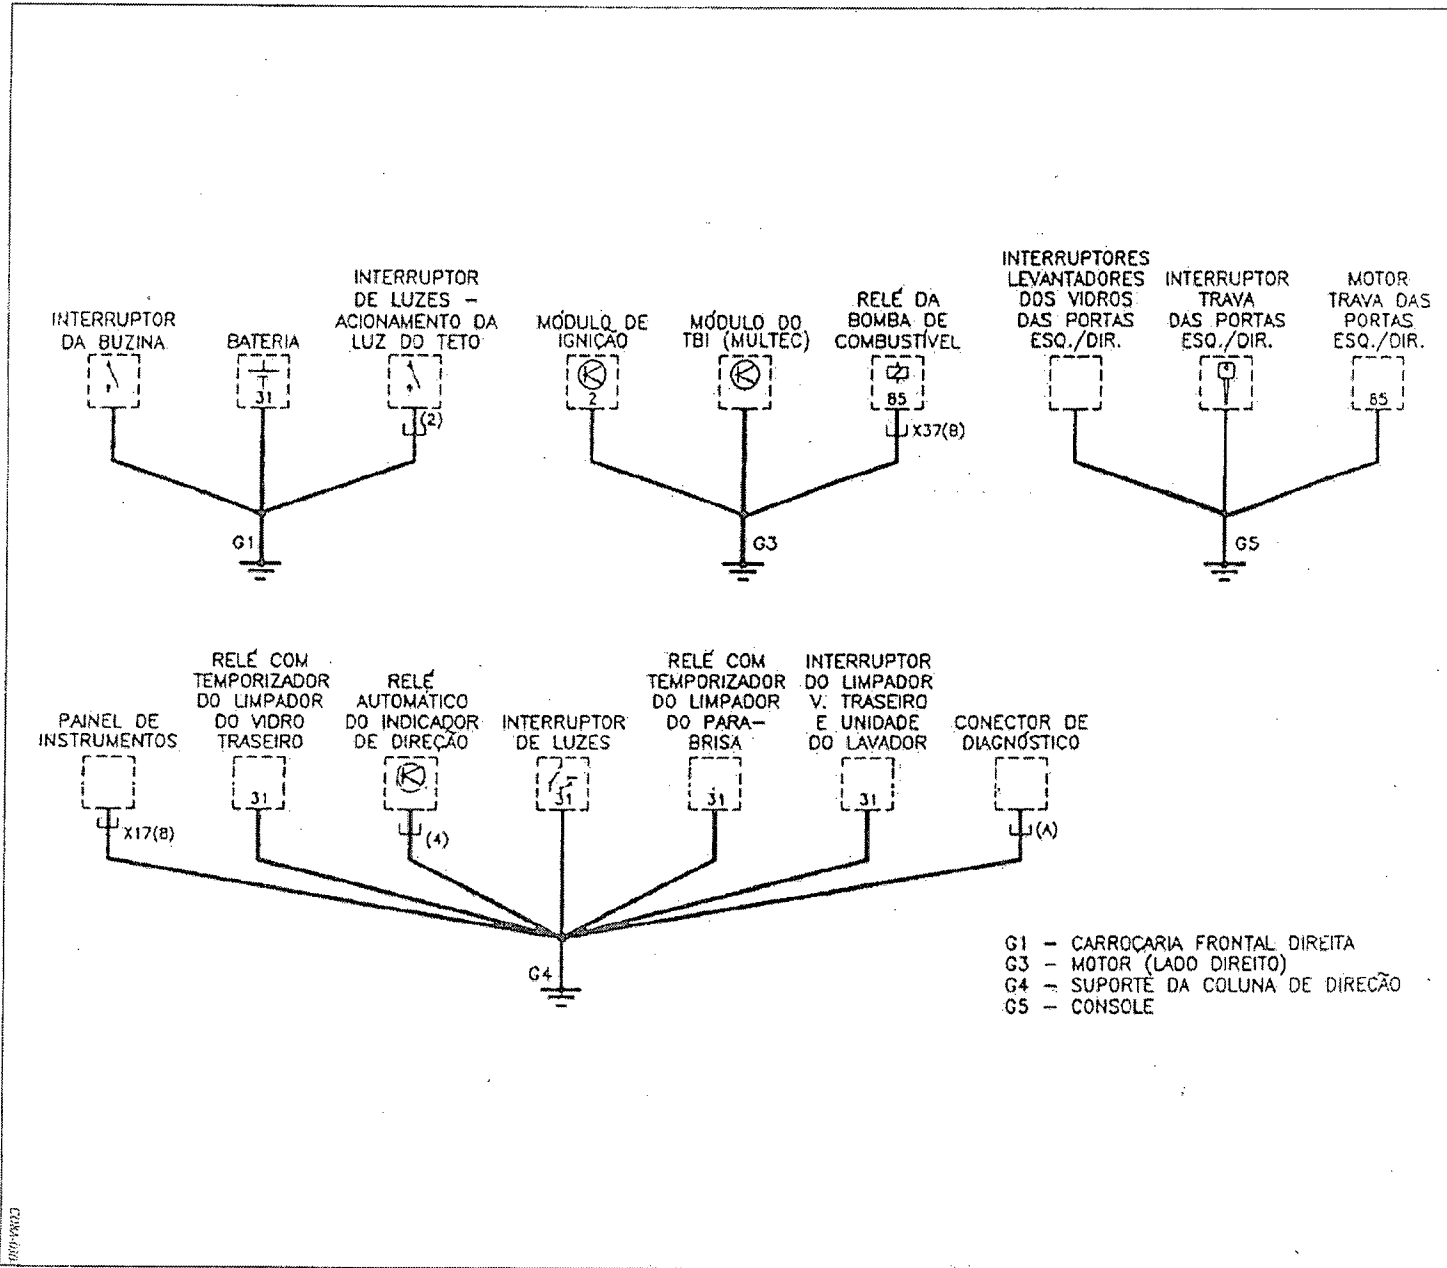 INTERRUPTOR
DA BUZINA
BATERIA
31
INTERRUPTOR
DE LUZES –
ACIONAMENTO DA
LUZ DO TETO
(2)
G1
MÓDULO DE
IGNIÇÃO
2
MÓDULO DO
TBI (MULTEC)
RELÉ DA
BOMBA DE
COMBUSTÍVEL
85
X37(B)
G3
INTERRUPTORES
LEVANTADORES
DOS VIDROS
DAS PORTAS
ESQ./DIR.
INTERRUPTOR
TRAVA
DAS PORTAS
ESQ./DIR.
MOTOR
TRAVA DAS
PORTAS
ESQ./DIR.
85
G5
PAINEL DE
INSTRUMENTOS
X17(8)
RELÉ COM
TEMPORIZADOR
DO LIMPADOR
DO VIDRO
TRASEIRO
31
RELÉ
AUTOMÁTICO
DO INDICADOR
DE DIREÇÃO
(4)
INTERRUPTOR
DE LUZES
31
RELÉ COM
TEMPORIZADOR
DO LIMPADOR
DO PARA–
BRISA
31
INTERRUPTOR
DO LIMPADOR
V. TRASEIRO
E UNIDADE
DO LAVADOR
31
CONECTOR DE
DIAGNÓSTICO
(A)
G4
G1 – CARROÇARIA FRONTAL DIREITA
G3 – MOTOR (LADO DIREITO)
G4 – SUPORTE DA COLUNA DE DIREÇÃO
G5 – CONSOLE